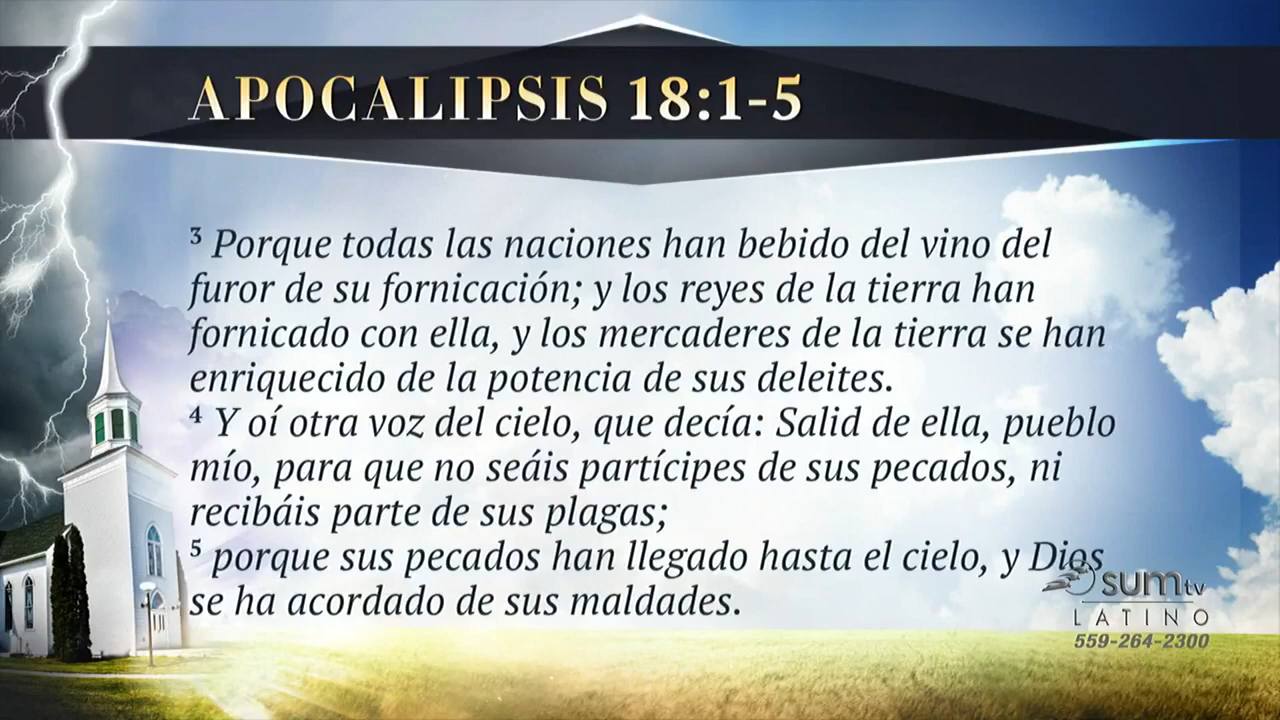 APOCALIPSIS 18:1-5
³ Porque todas las naciones han bebido del vino del
furor de su fornicación; y los reyes de la tierra han
fornicado con ella, y los mercaderes de la tierra se han
enriquecido de la potencia de sus deleites.
⁴ Y oí otra voz del cielo, que decía: Salid de ella, pueblo
mío, para que no seáis partícipes de sus pecados, ni
recibáis parte de sus plagas;
⁵ porque sus pecados han llegado hasta el cielo, y Dios
se ha acordado de sus maldades.
sumtv
LATINO
559-264-2300